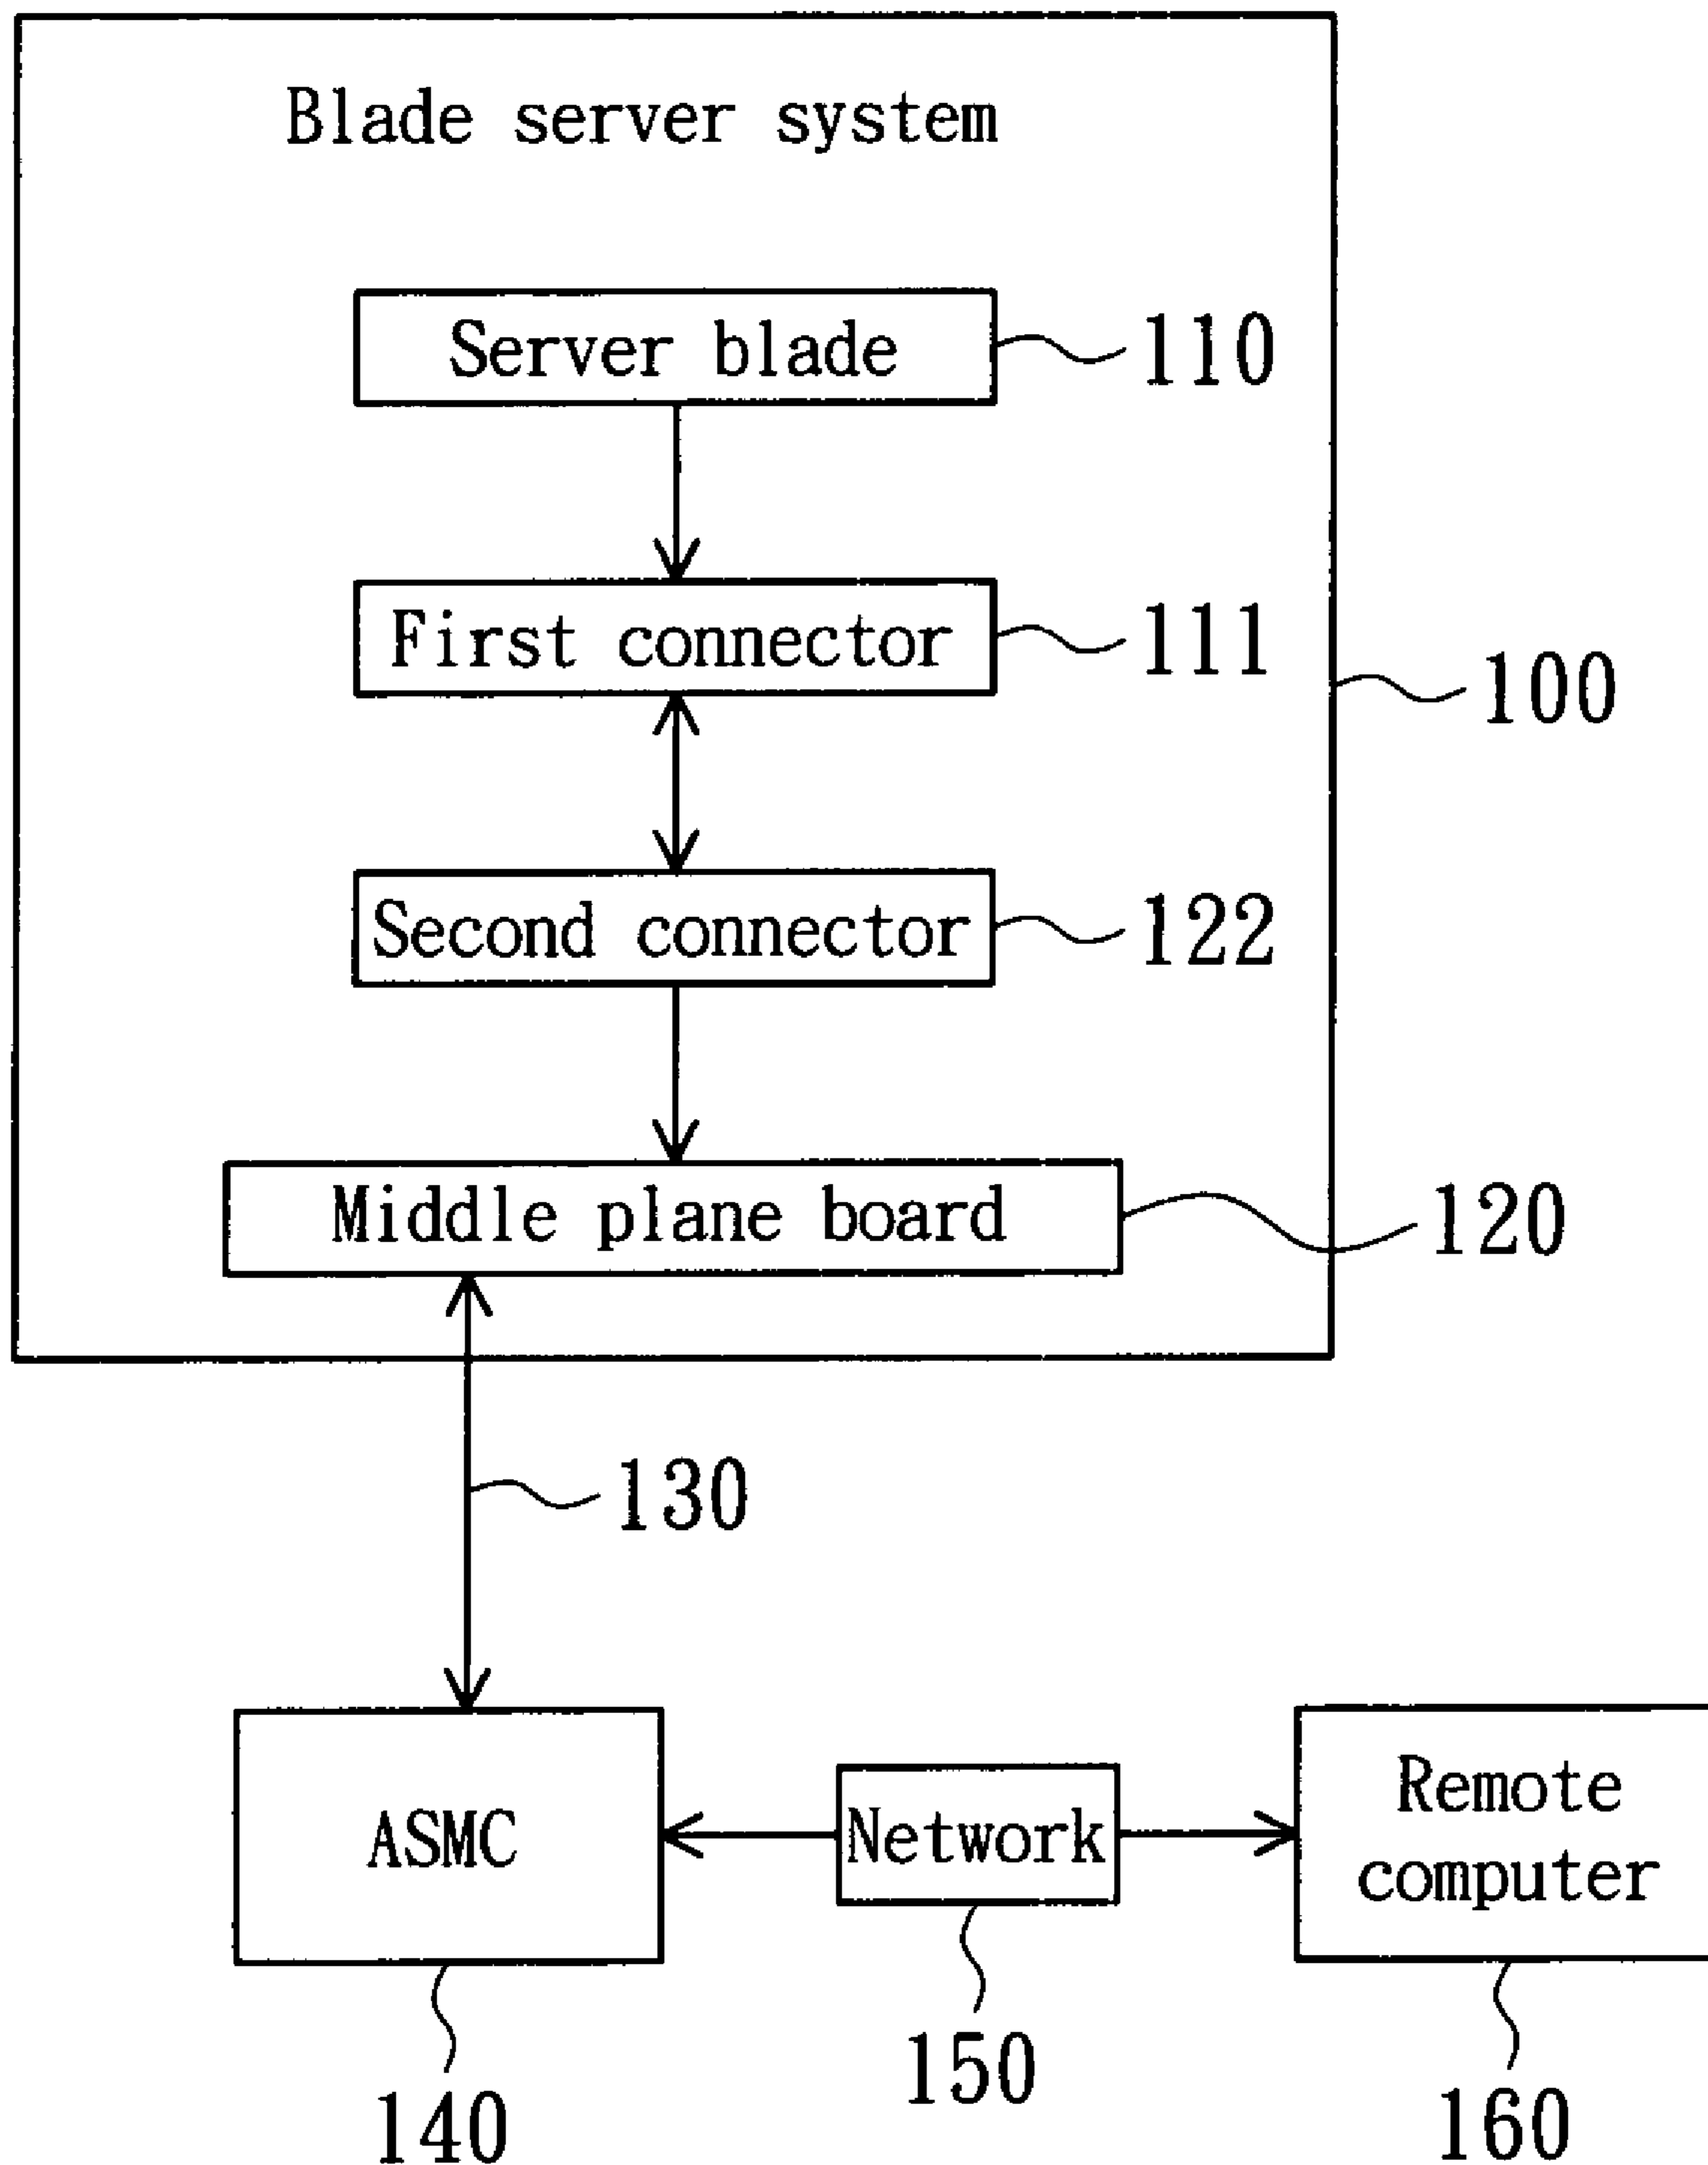 Blade server system
Server blade
110
First connector
111
100
Second connector
122
Middle plane board
120
130
ASMC
Network
Remote
computer
150
140
160